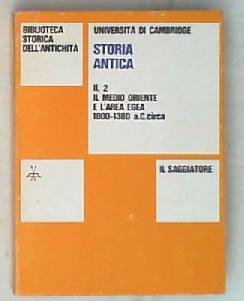 BIBLIOTECA
STORICA
DELL'ANTICHITÀ
UNIVERSITÀ DI CAMBRIDGE
STORIA
ANTICA
II. 2
IL MEDIO ORIENTE
E L'AREA EGEA
1800-1380 a.C. circa
IL SAGGIATORE